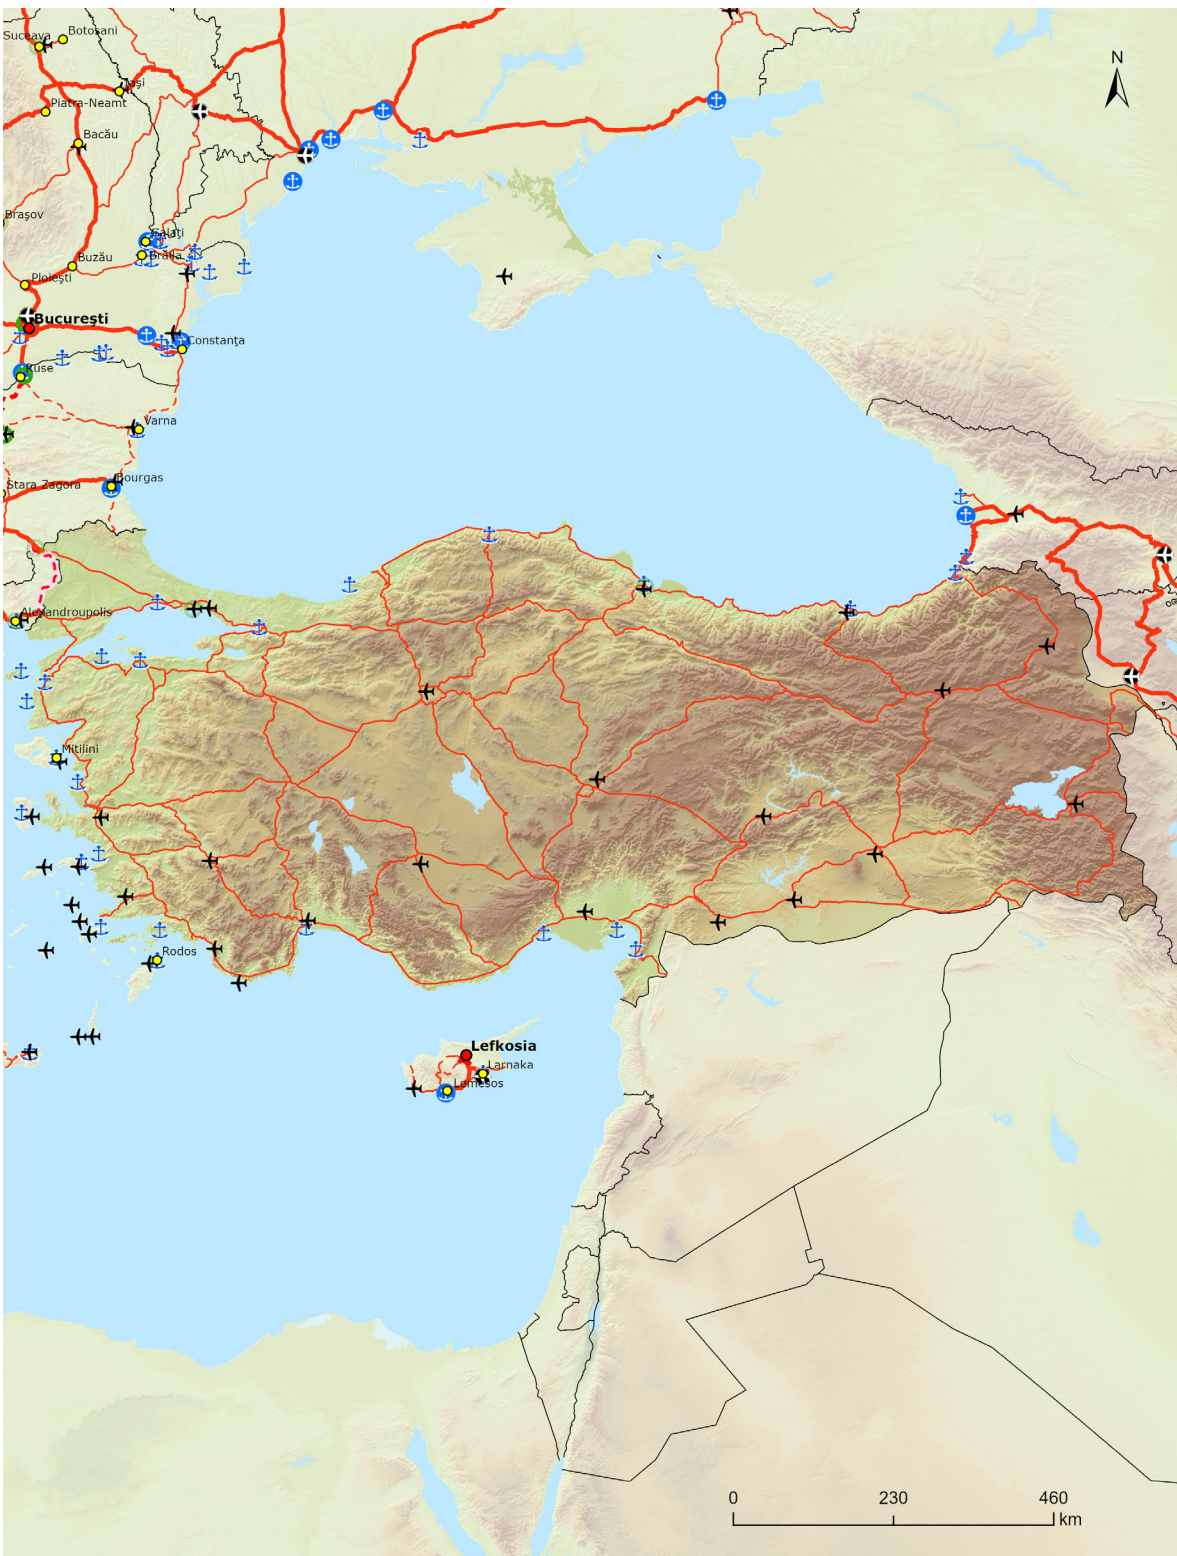 Suceava
Botoşani
Iaşi
Piatra-Neamt
Bacău
N
Braşov
Galaţi
Brăila
Buzău
Ploieşti
Bucureşti
Constanţa
Ruse
Varna
Bourgas
Stara Zagora
Alexandroupolis
Mitilini
Rodos
Lefkosia
Larnaka
Lemesos
0 230 460
km